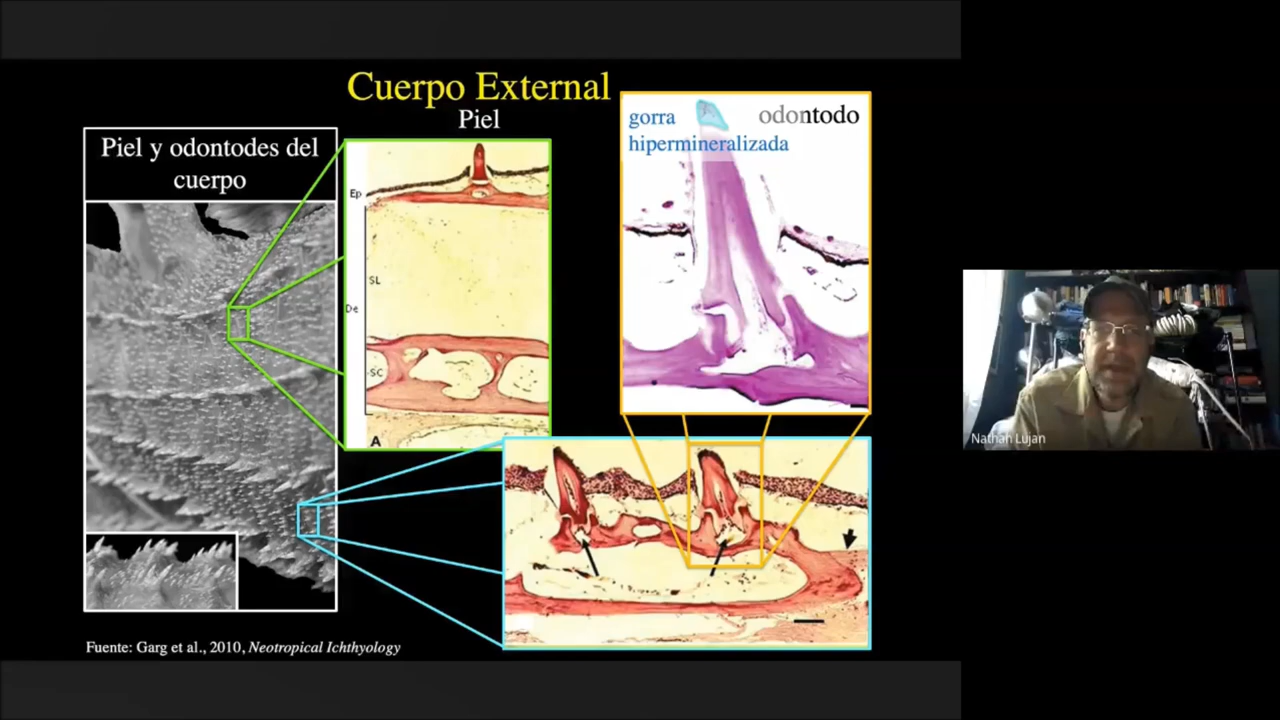 Cuerpo External
Piel
Piel y odontodes del
cuerpo
Ep
SL
De
SC
A
gorra
hipermineralizada
odontodo
Nathan Lujan
Fuente: Garg et al., 2010, Neotropical Ichthyology